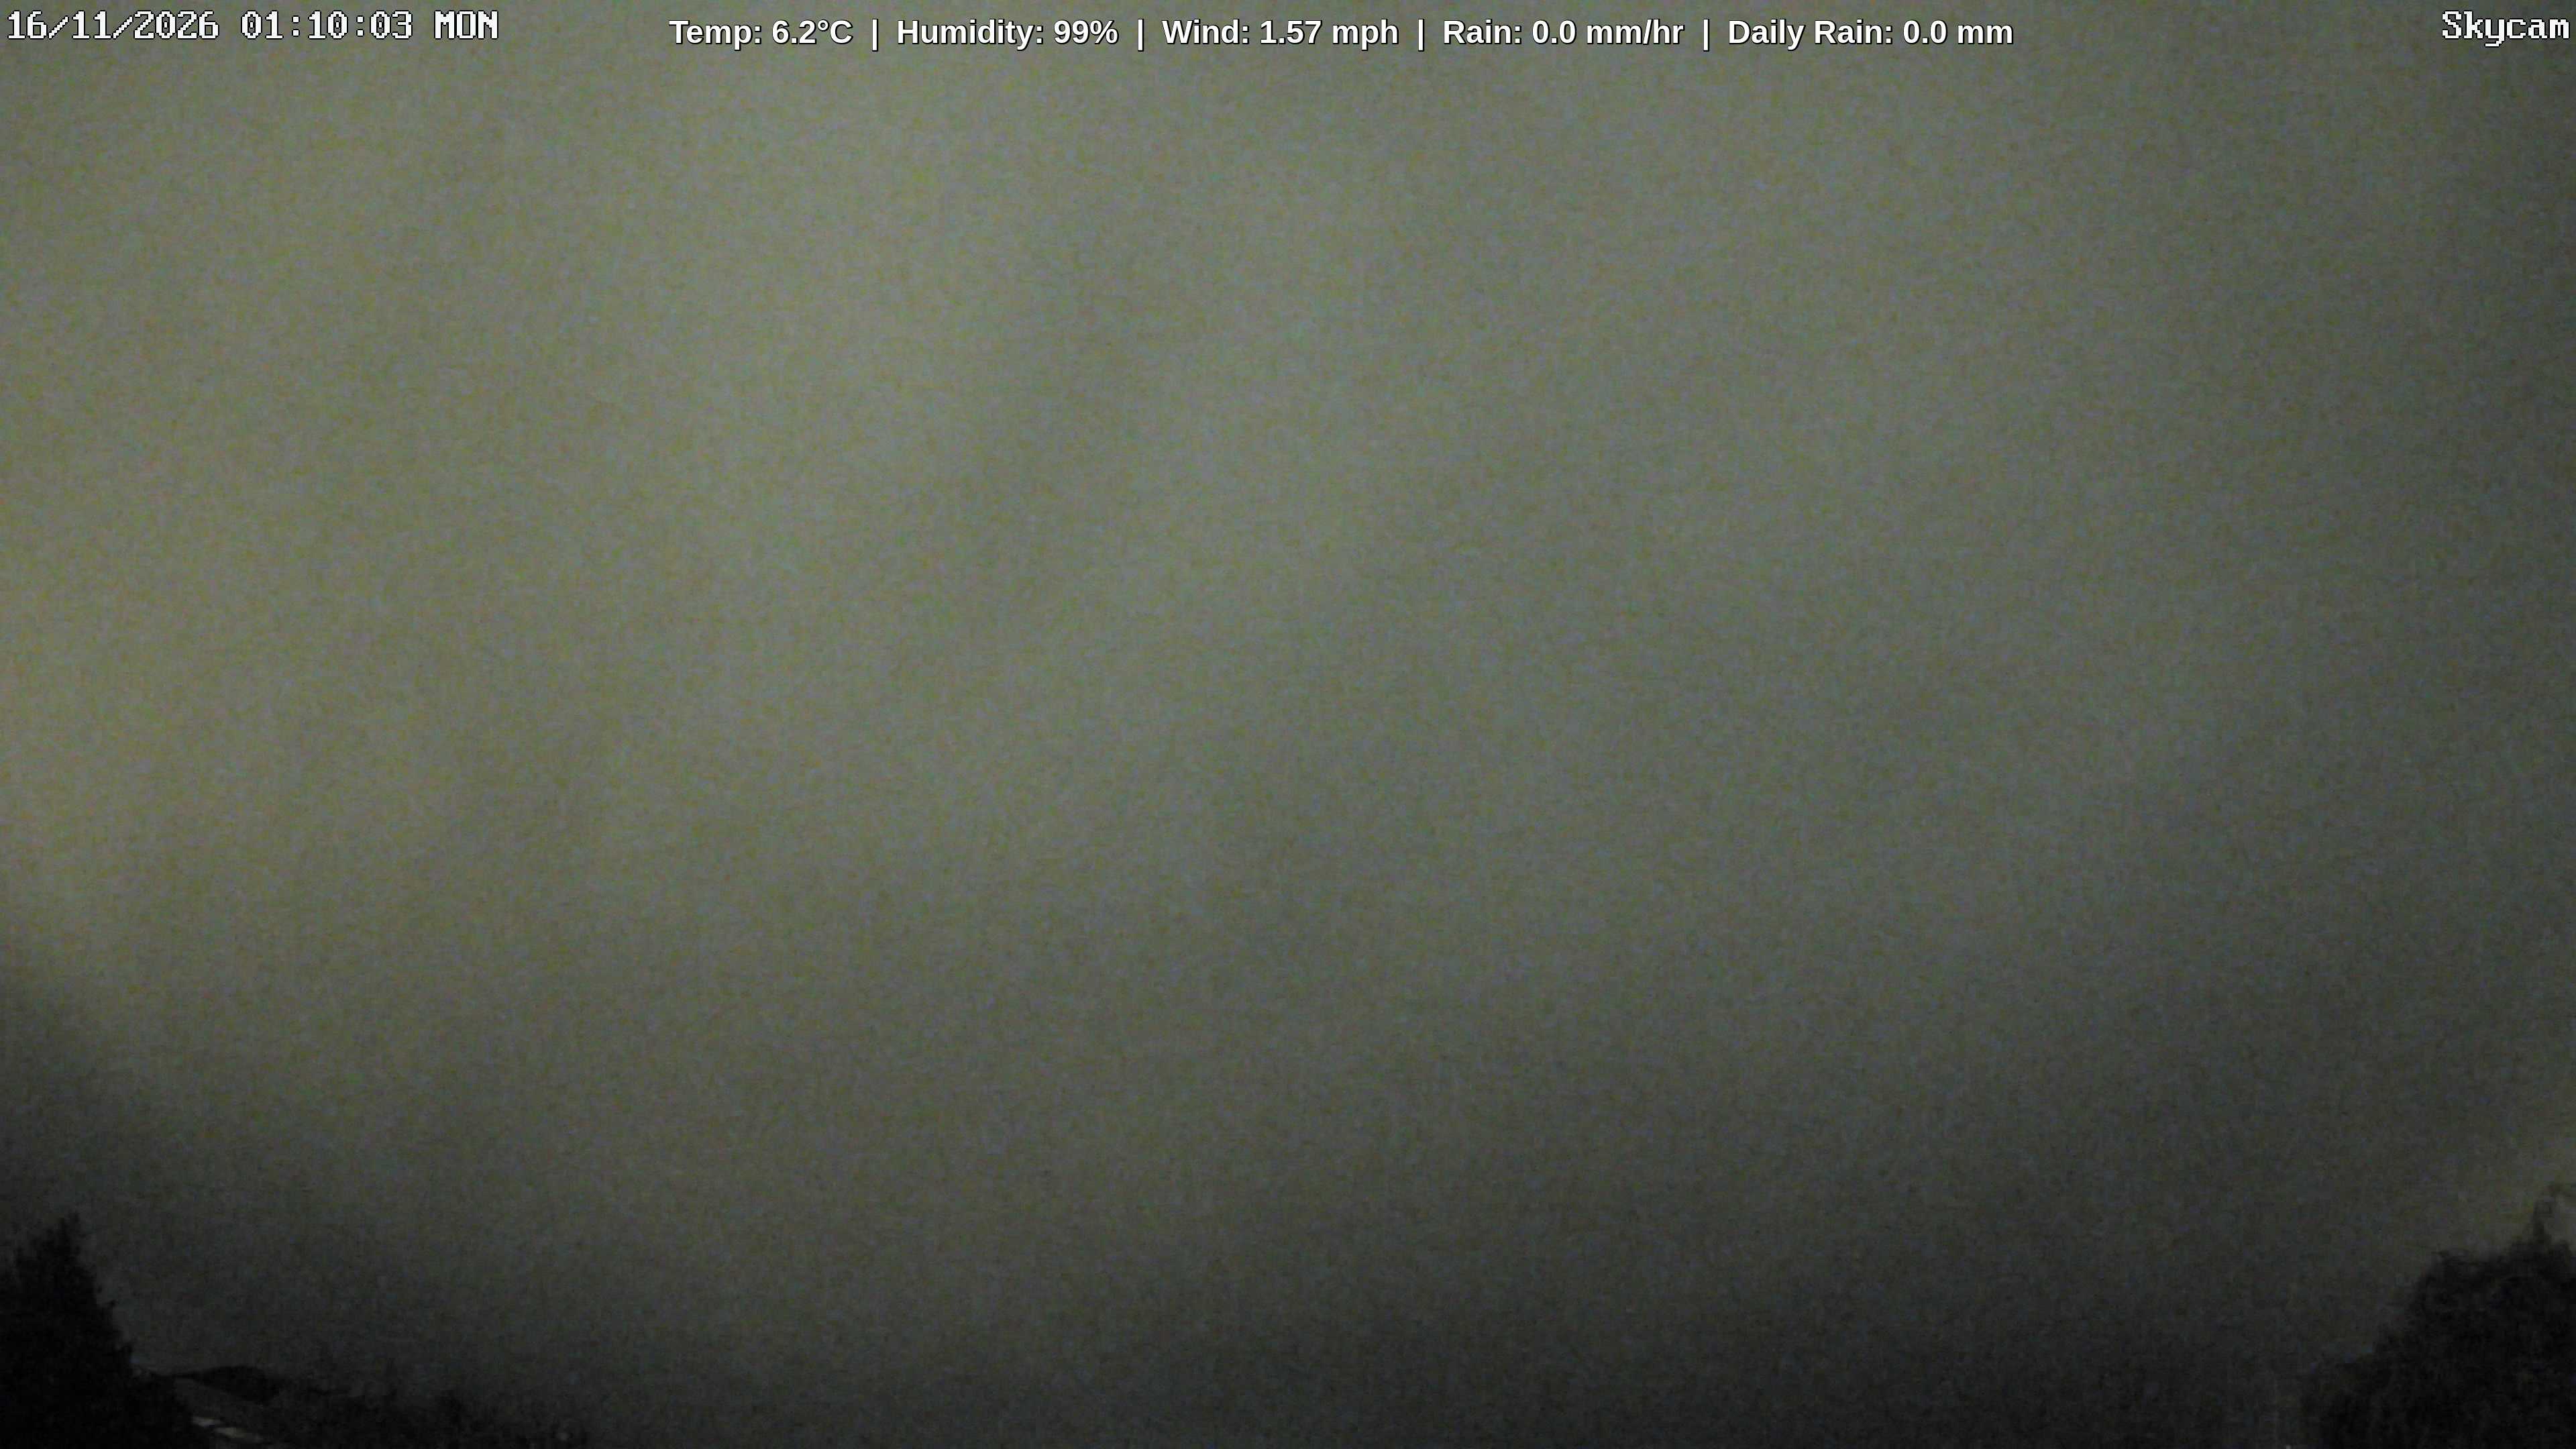 16/11/2026 01:10:03 MON
Temp: 6.2°C | Humidity: 99% | Wind: 1.57 mph | Rain: 0.0 mm/hr | Daily Rain: 0.0 mm
Skycam